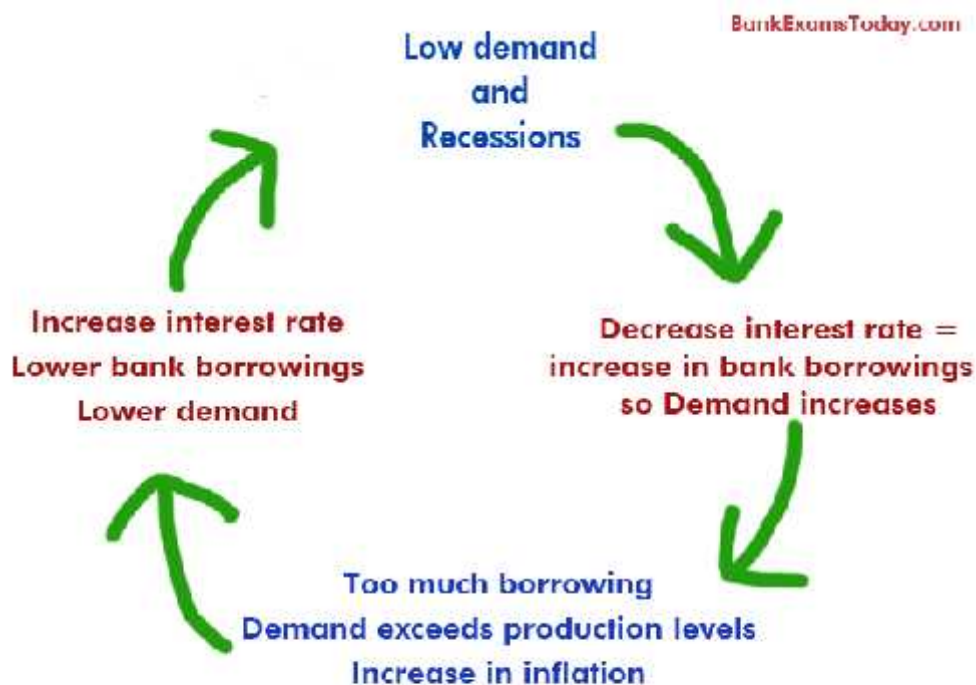 BankExamsToday.com
Low demand
and
Recessions
Increase interest rate
Lower bank borrowings
Lower demand
Decrease interest rate =
increase in bank borrowings
so Demand increases
Too much borrowing
Demand exceeds production levels
Increase in inflation